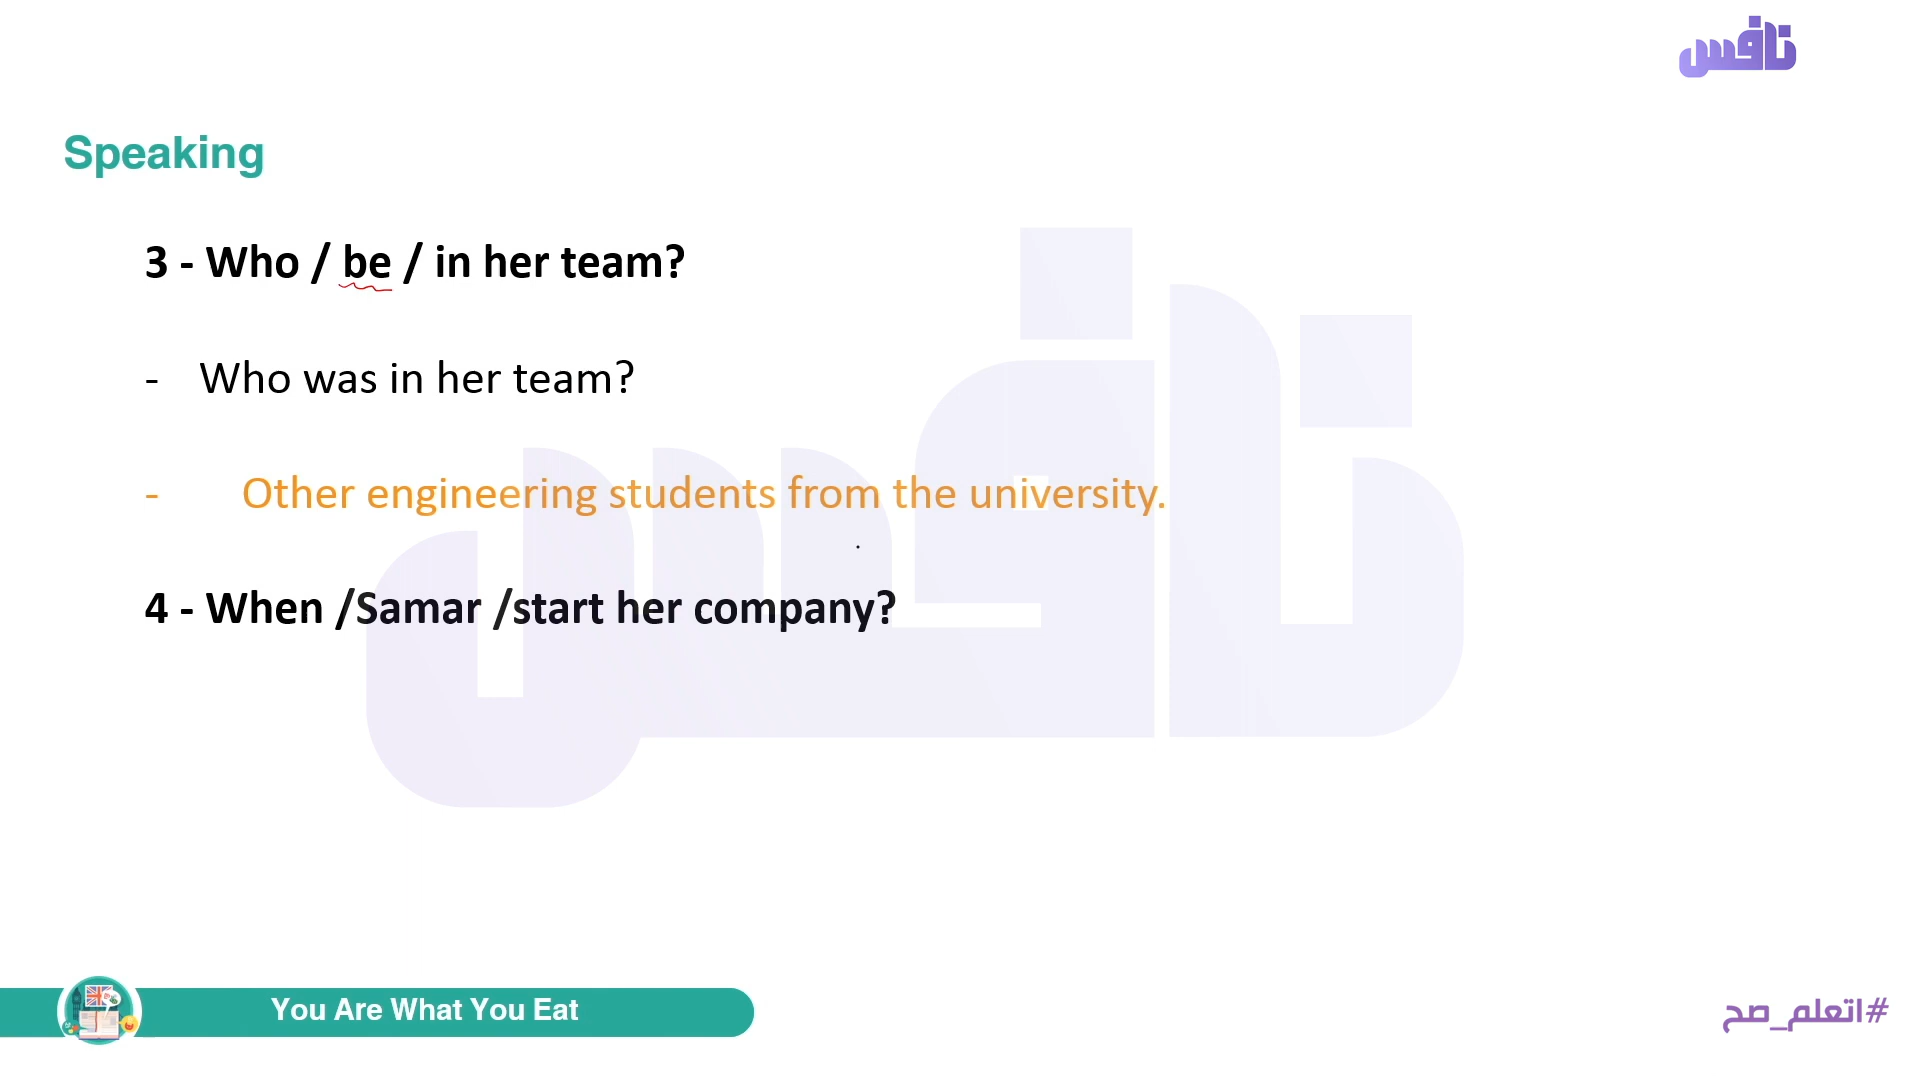 نافس
Speaking
3 - Who / be / in her team?
- Who was in her team?
- Other engineering students from the university.
4 - When /Samar /start her company?
You Are What You Eat
#اتعلم_صح